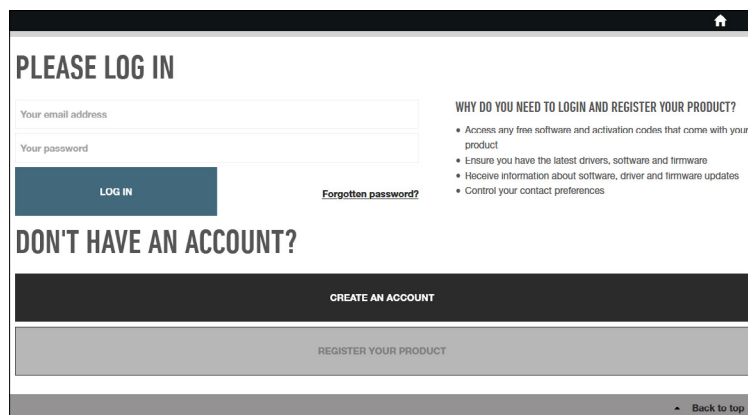 PLEASE LOG IN
Your email address
Your password
LOG IN
Forgotten password?
WHY DO YOU NEED TO LOGIN AND REGISTER YOUR PRODUCT?
Access any free software and activation codes that come with your
product
Ensure you have the latest drivers, software and firmware
Receive information about software, driver and firmware updates
Control your contact preferences
DON'T HAVE AN ACCOUNT?
CREATE AN ACCOUNT
REGISTER YOUR PRODUCT
Back to top